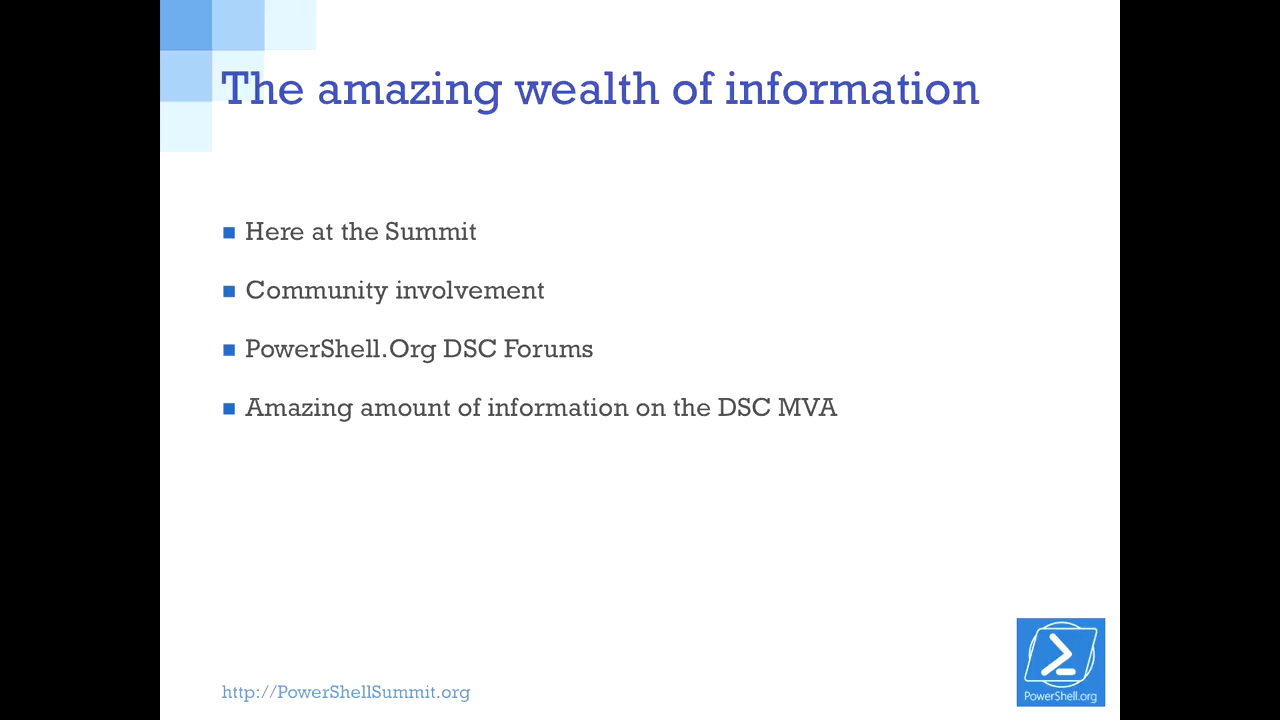 The amazing wealth of information
Here at the Summit
Community involvement
PowerShell.Org DSC Forums
Amazing amount of information on the DSC MVA
http://PowerShellSummit.org
PowerShell.org